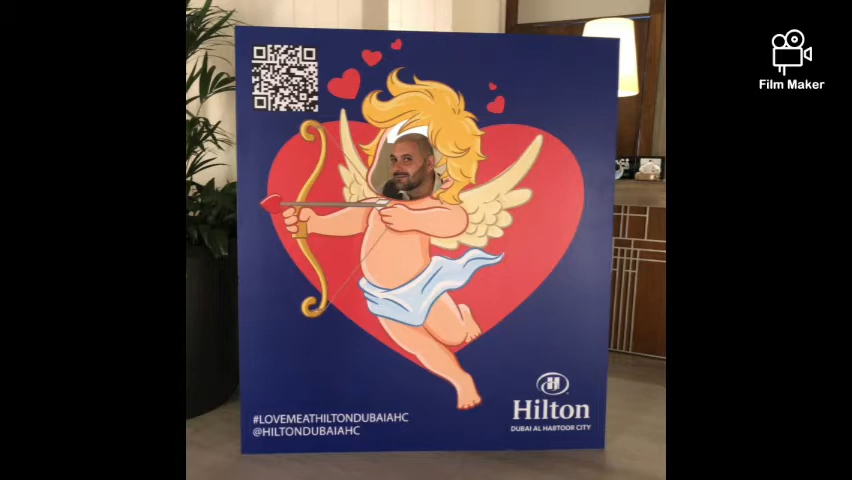 Film Maker
#LOVEMEATHILTONDUBAIAHC
@HILTONDUBAIAHC
H
Hilton
DUBAI AL HABTOOR CITY